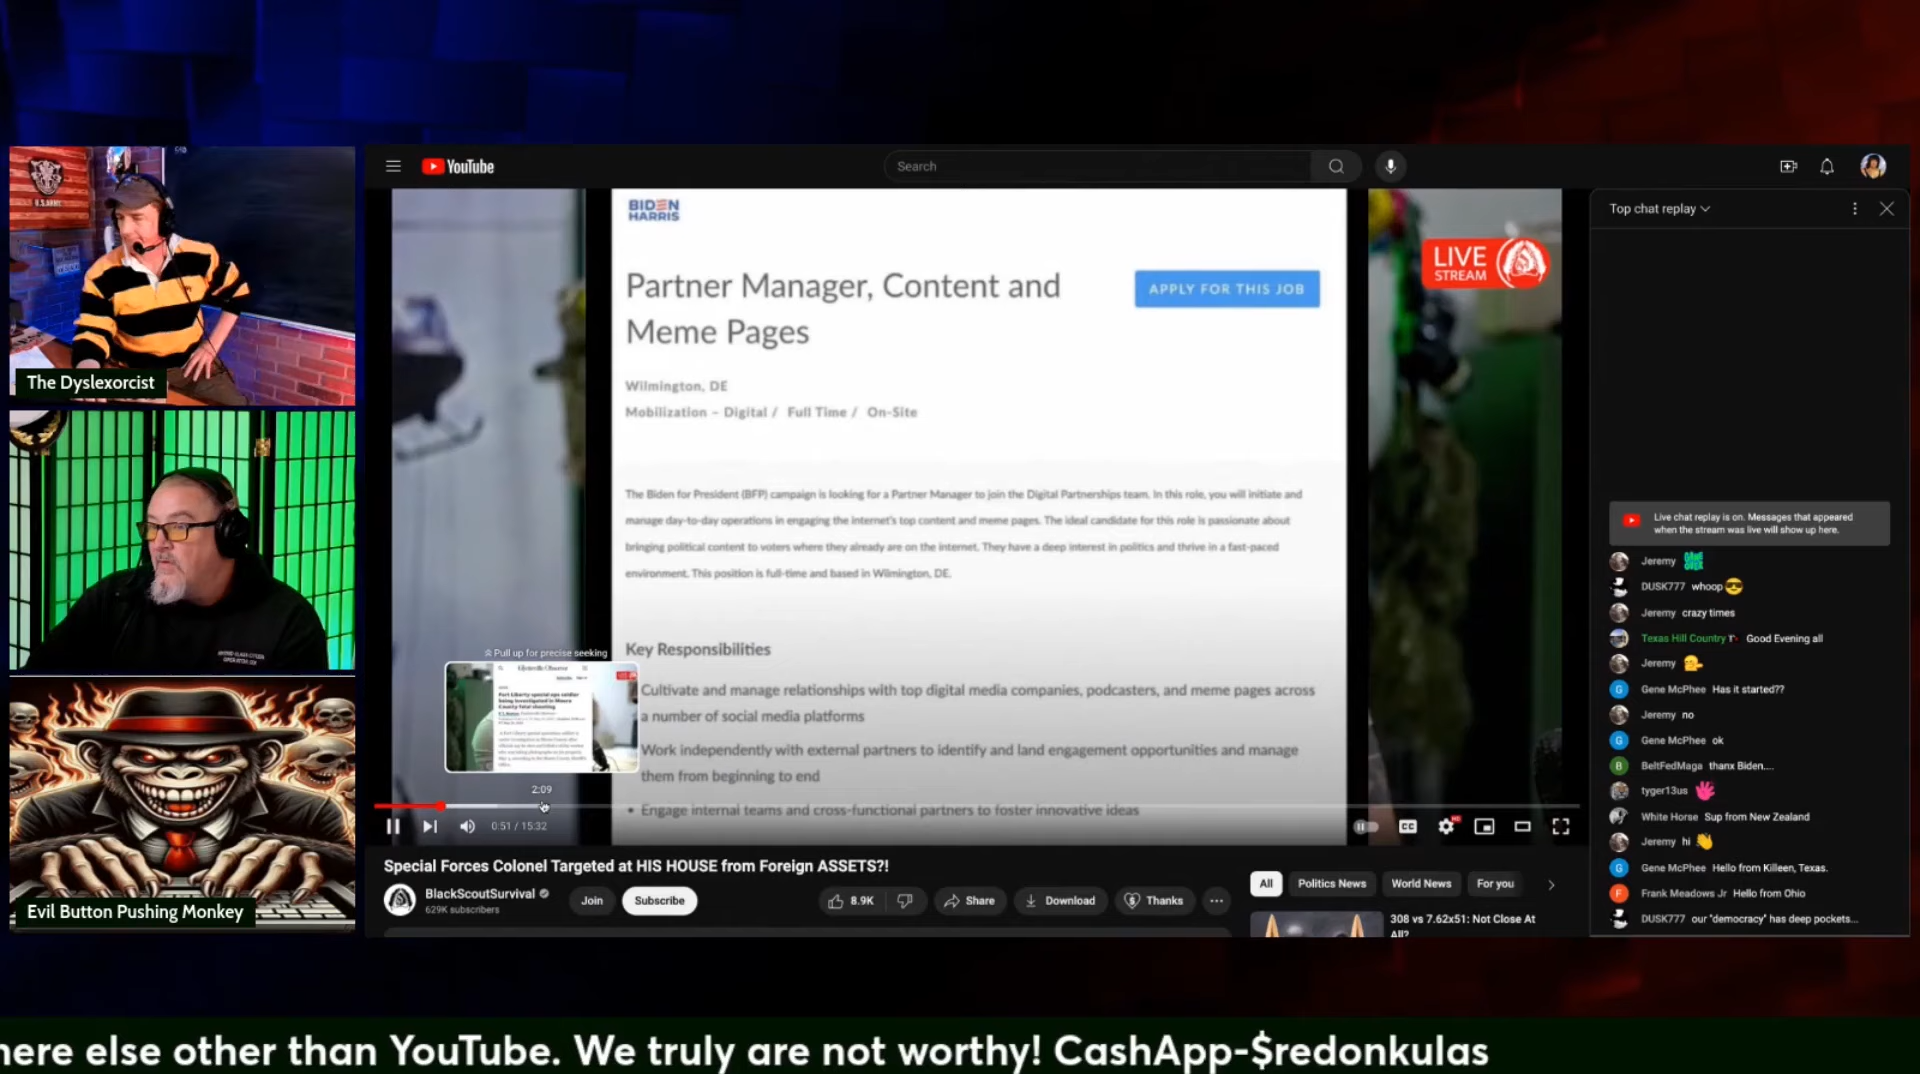 U.S.ARMY
The Dyslexorcist
Evil Button Pushing Monkey
YouTube
Search
BIDEN
HARRIS
Partner Manager, Content and
Meme Pages
APPLY FOR THIS JOB
LIVE
STREAM
Wilmington, DE
Mobilization – Digital / Full Time / On-Site
The Biden for President (BFP) campaign is looking for a Partner Manager to join the Digital Partnerships team. In this role, you will initiate and
manage day-to-day operations in engaging the internet's top content and meme pages. The ideal candidate for this role is passionate about
bringing political content to voters where they already are on the internet. They have a deep interest in politics and thrive in a fast-paced
environment. This position is full-time and based in Wilmington, DE.
Key Responsibilities
Cultivate and manage relationships with top digital media companies, podcasters, and meme pages across
a number of social media platforms
Work independently with external partners to identify and land engagement opportunities and manage
them from beginning to end
• Engage internal teams and cross-functional partners to foster innovative ideas
Pull up for precise seeking
Fort Liberty special ops soldier
being investigated in Moore
County fatal shooting
2:09
0:51 / 15:32
CC
HD
Special Forces Colonel Targeted at HIS HOUSE from Foreign ASSETS?!
BlackScoutSurvival
629K subscribers
Join
Subscribe
8.9K
Share
Download
Thanks
All
Politics News
World News
For you
308 vs 7.62x51: Not Close At
All?
Top chat replay
Live chat replay is on. Messages that appeared
when the stream was live will show up here.
Jeremy
DUSK777 whoop
Jeremy crazy times
Texas Hill Country Good Evening all
Jeremy
G Gene McPhee Has it started??
Jeremy no
G Gene McPhee ok
B BeltFedMaga thanx Biden....
tyger13us
White Horse Sup from New Zealand
Jeremy hi
G Gene McPhee Hello from Killeen, Texas.
F Frank Meadows Jr Hello from Ohio
DUSK777 our "democracy" has deep pockets...
here else other than YouTube. We truly are not worthy! CashApp-$redonkulas